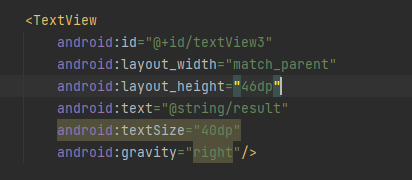 <TextView
android:id="@+id/textView3"
android:layout_width="match_parent"
android:layout_height="46dp"
android:text="@string/result"
android:textSize="40dp"
android:gravity="right"/>